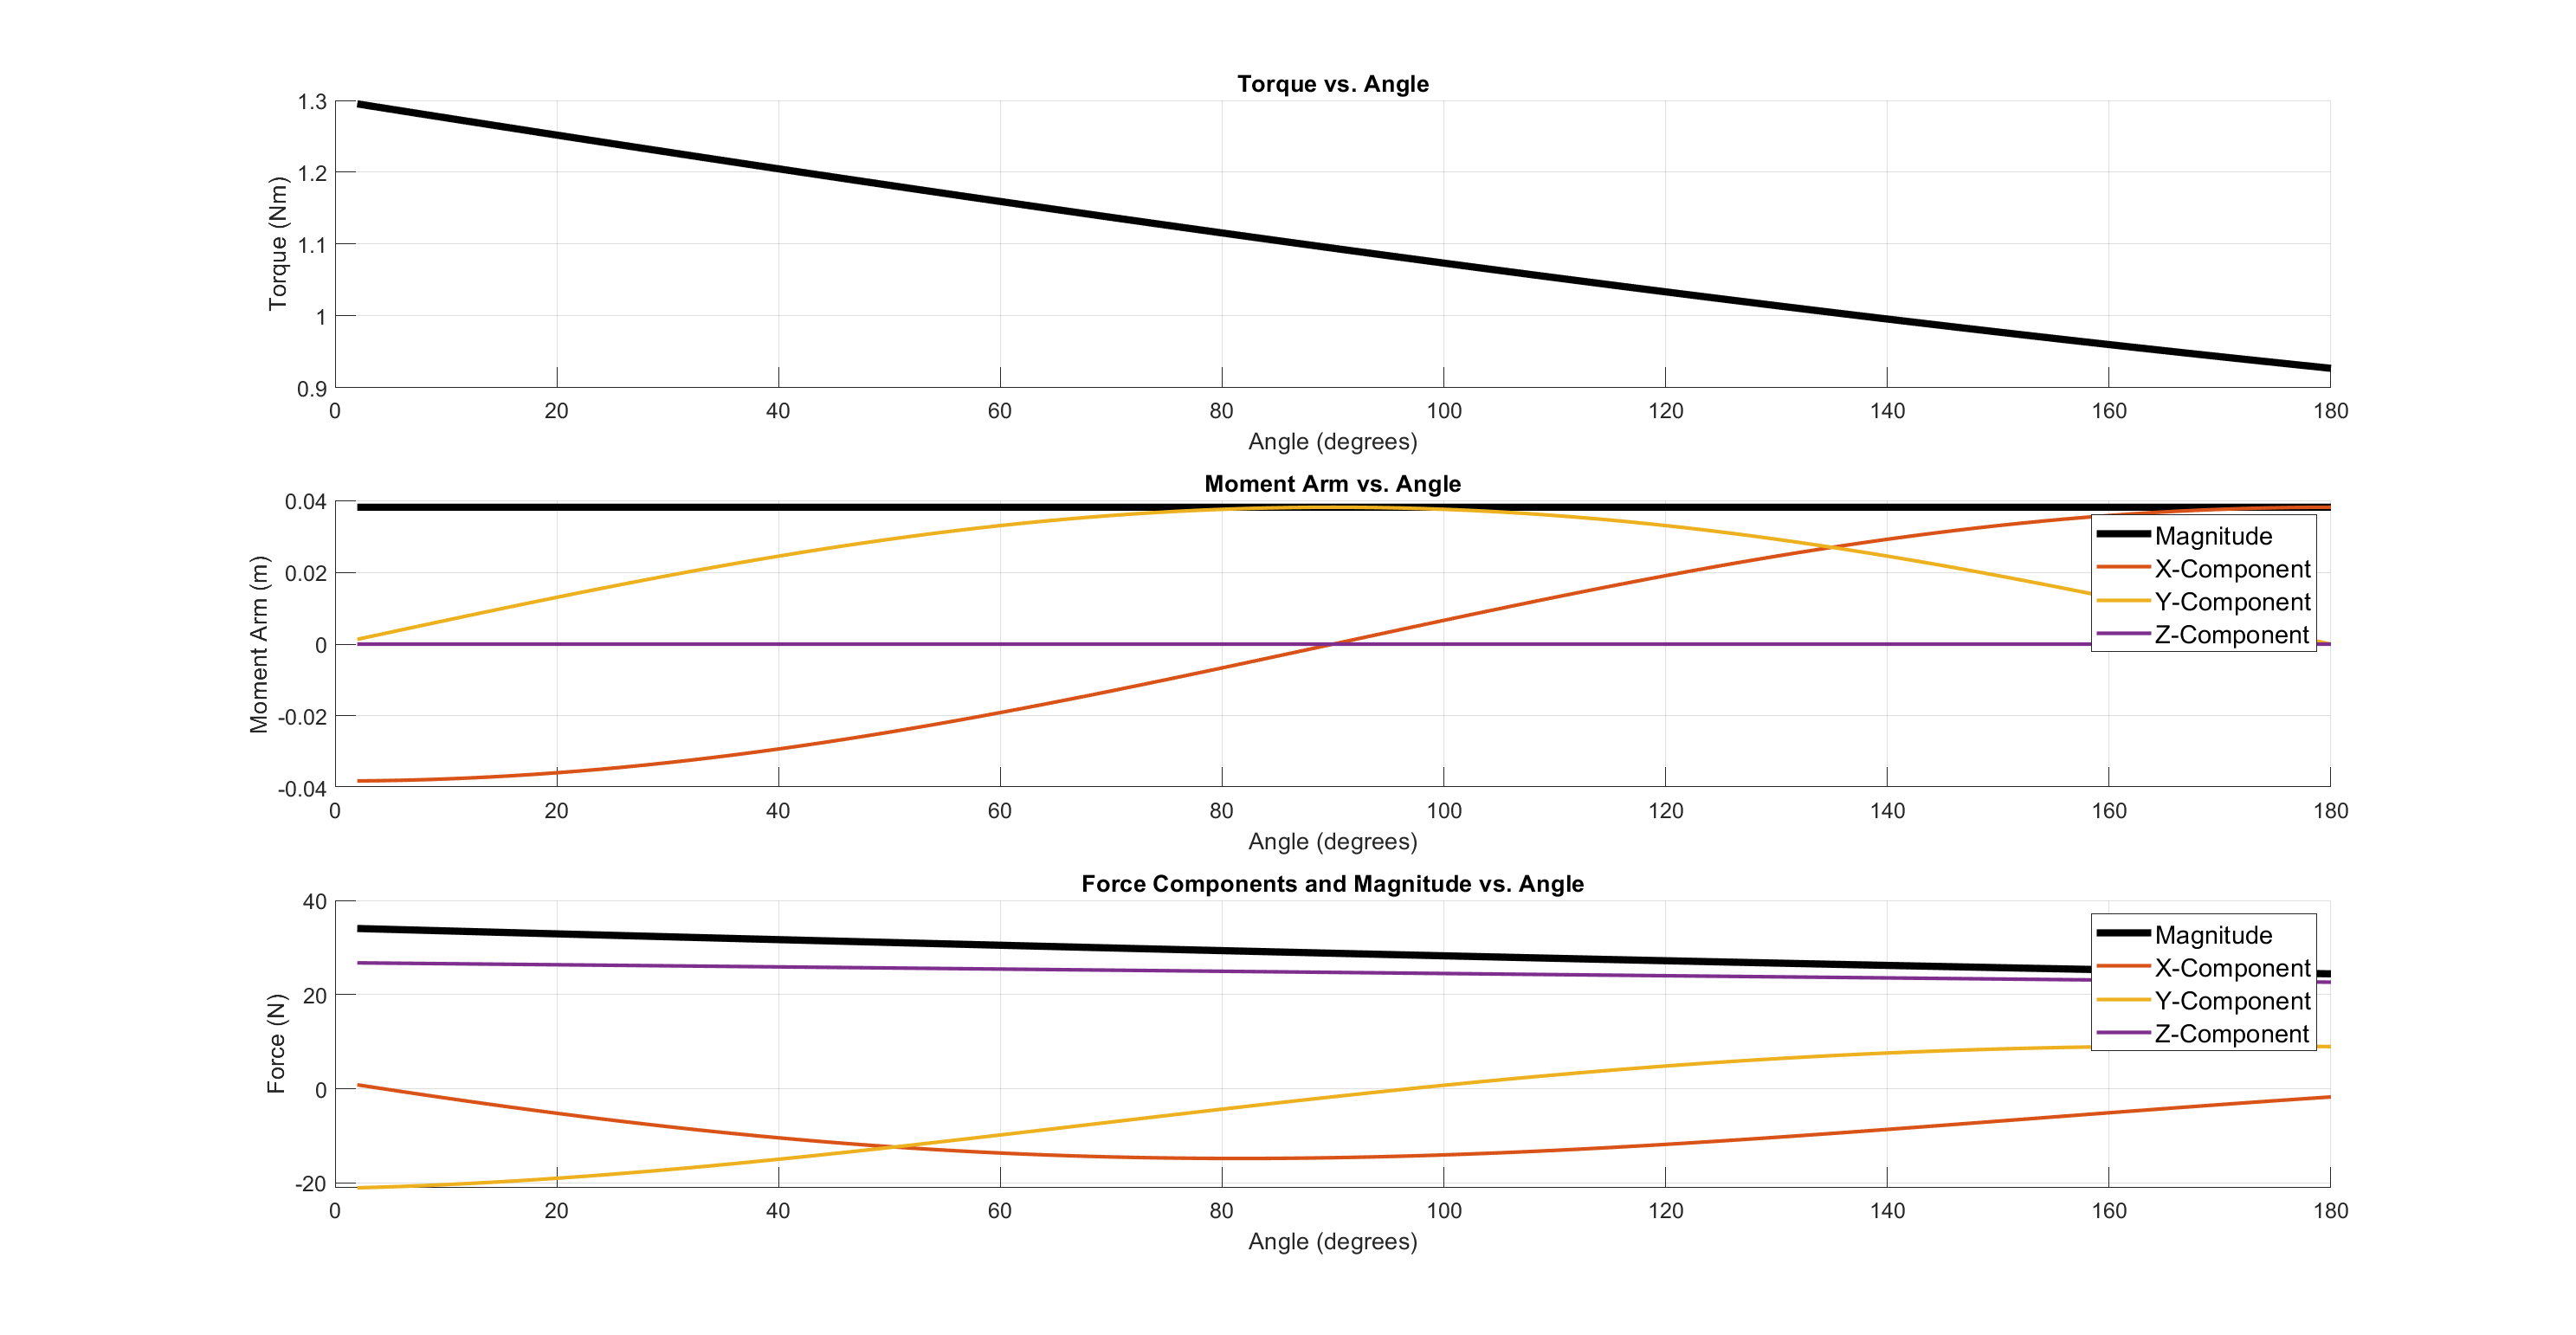 Torque vs. Angle
1.3
1.2
1.1
1
0.9
Torque (Nm)
0 20 40 60 80 100 120 140 160 180
Angle (degrees)
Moment Arm vs. Angle
0.04
0.02
0
-0.02
-0.04
Moment Arm (m)
Magnitude
X-Component
Y-Component
Z-Component
0 20 40 60 80 100 120 140 160 180
Angle (degrees)
Force Components and Magnitude vs. Angle
40
20
0
-20
Force (N)
Magnitude
X-Component
Y-Component
Z-Component
0 20 40 60 80 100 120 140 160 180
Angle (degrees)